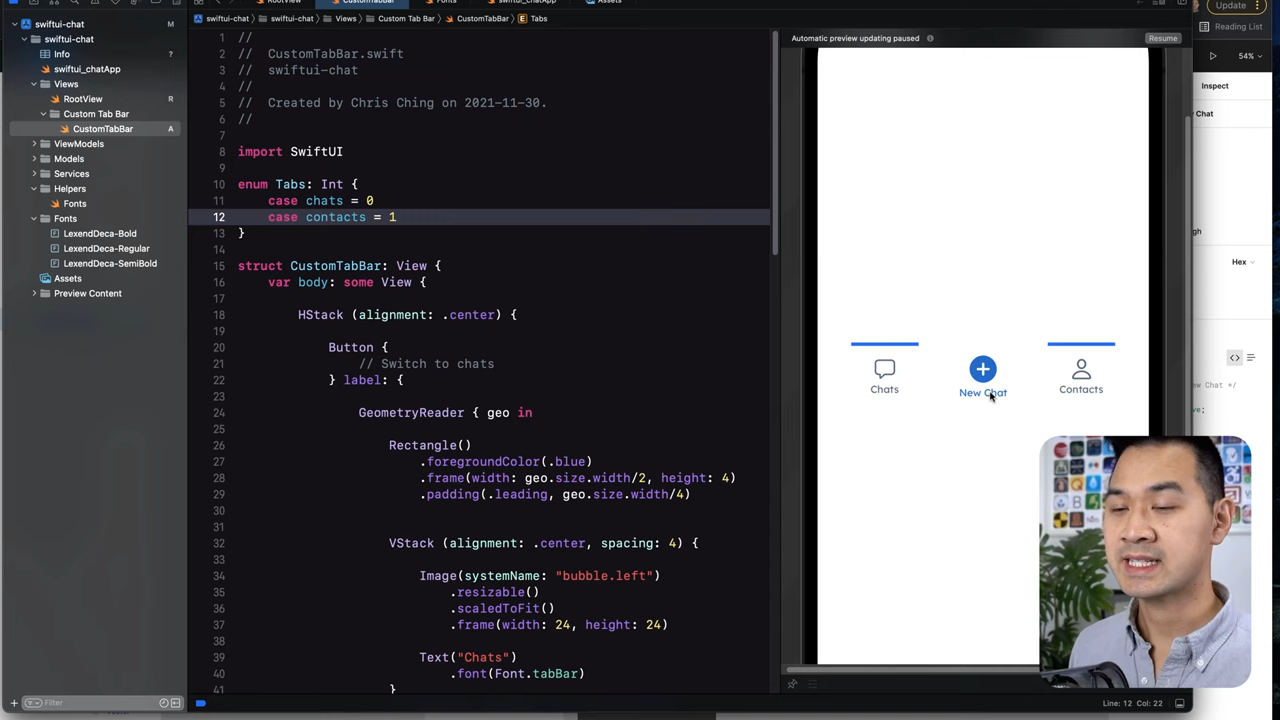 RootView
CustomTabBar
Fonts
swiftui_chatApp
Assets
Update
swiftui-chat
swiftui-chat
Views
Custom Tab Bar
CustomTabBar
E Tabs
Reading List
swiftui-chat M
swiftui-chat
Info ?
swiftui_chatApp
Views
RootView R
Custom Tab Bar
CustomTabBar A
ViewModels
Models
Services
Helpers
Fonts
Fonts
LexendDeca-Bold
LexendDeca-Regular
LexendDeca-SemiBold
Assets
Preview Content
Filter
1 //
2 //  CustomTabBar.swift
3 //  swiftui-chat
4 //
5 //  Created by Chris Ching on 2021-11-30.
6 //
7
8 import SwiftUI
9
10 enum Tabs: Int {
11 case chats = 0
12 case contacts = 1
13 }
14
15 struct CustomTabBar: View {
16 var body: some View {
17
18 HStack (alignment: .center) {
19
20 Button {
21 // Switch to chats
22 } label: {
23
24 GeometryReader { geo in
25
26 Rectangle()
27 .foregroundColor(.blue)
28 .frame(width: geo.size.width/2, height: 4)
29 .padding(.leading, geo.size.width/4)
30
31
32 VStack (alignment: .center, spacing: 4) {
33
34 Image(systemName: "bubble.left")
35 .resizable()
36 .scaledToFit()
37 .frame(width: 24, height: 24)
38
39 Text("Chats")
40 .font(Font.tabBar)
41 }
Automatic preview updating paused
Resume
Chats
New Chat
Contacts
Line: 12 Col: 22
54%
Inspect
Chat
Hex
ew Chat */